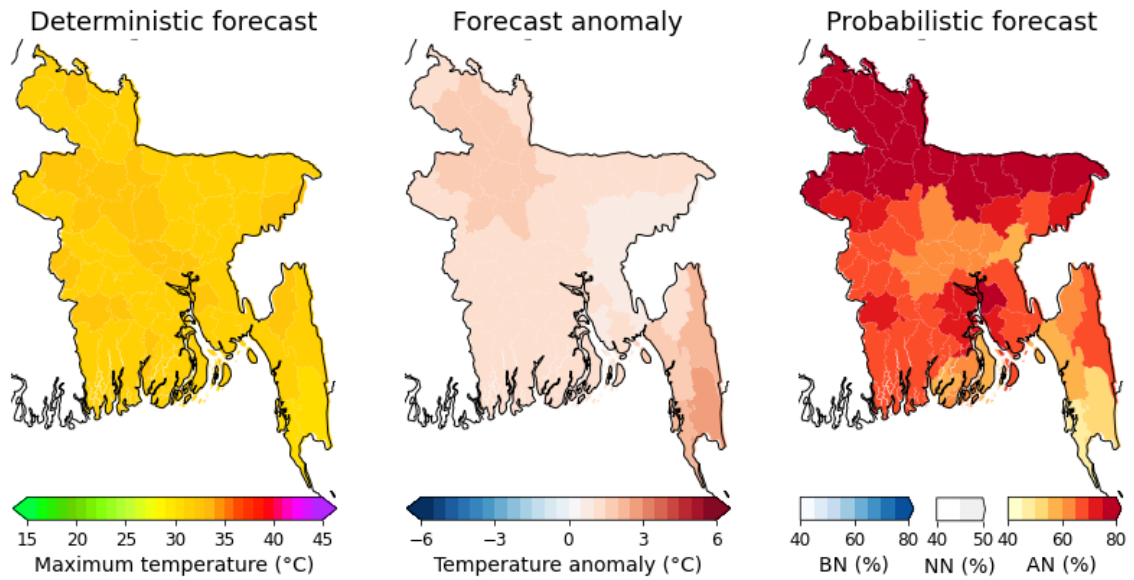 Deterministic forecast
Forecast anomaly
Probabilistic forecast
15 20 25 30 35 40 45
Maximum temperature (°C)
−6 −3 0 3 6
Temperature anomaly (°C)
40 60 80
BN (%)
40 50
NN (%)
40 60 80
AN (%)